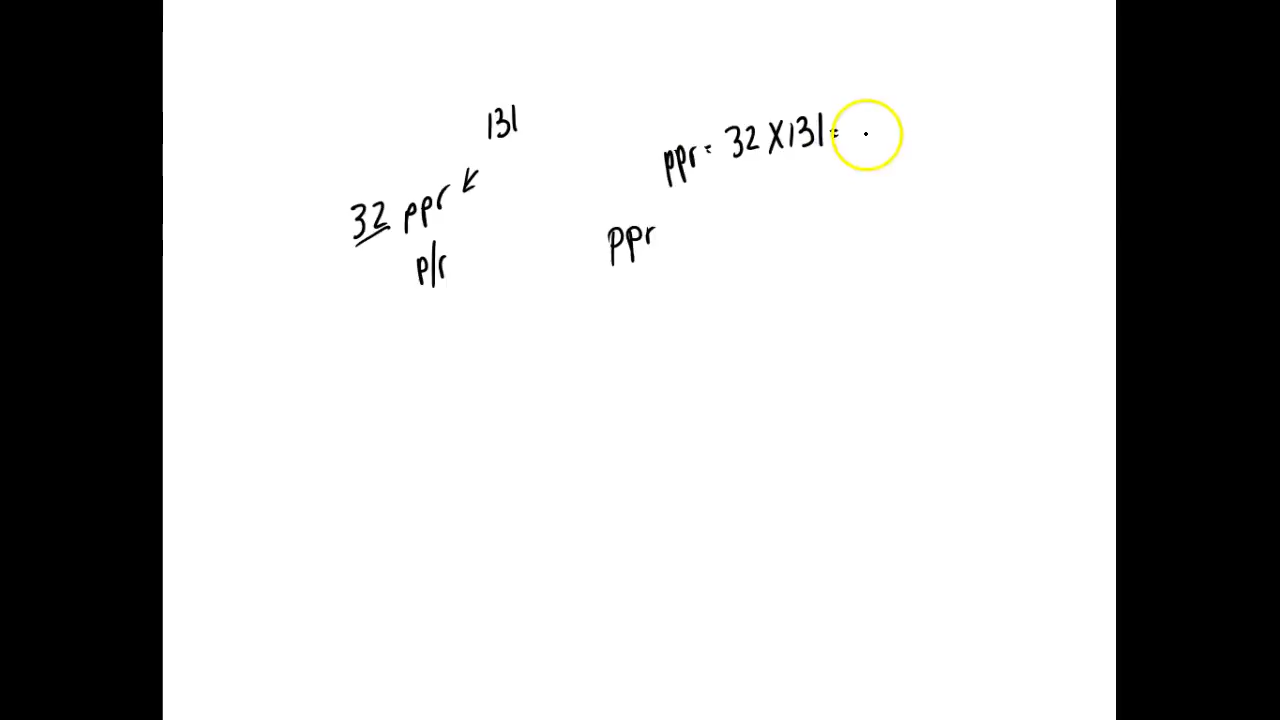 131
32 ppr
p/r
ppr = 32 X 131 =
ppr